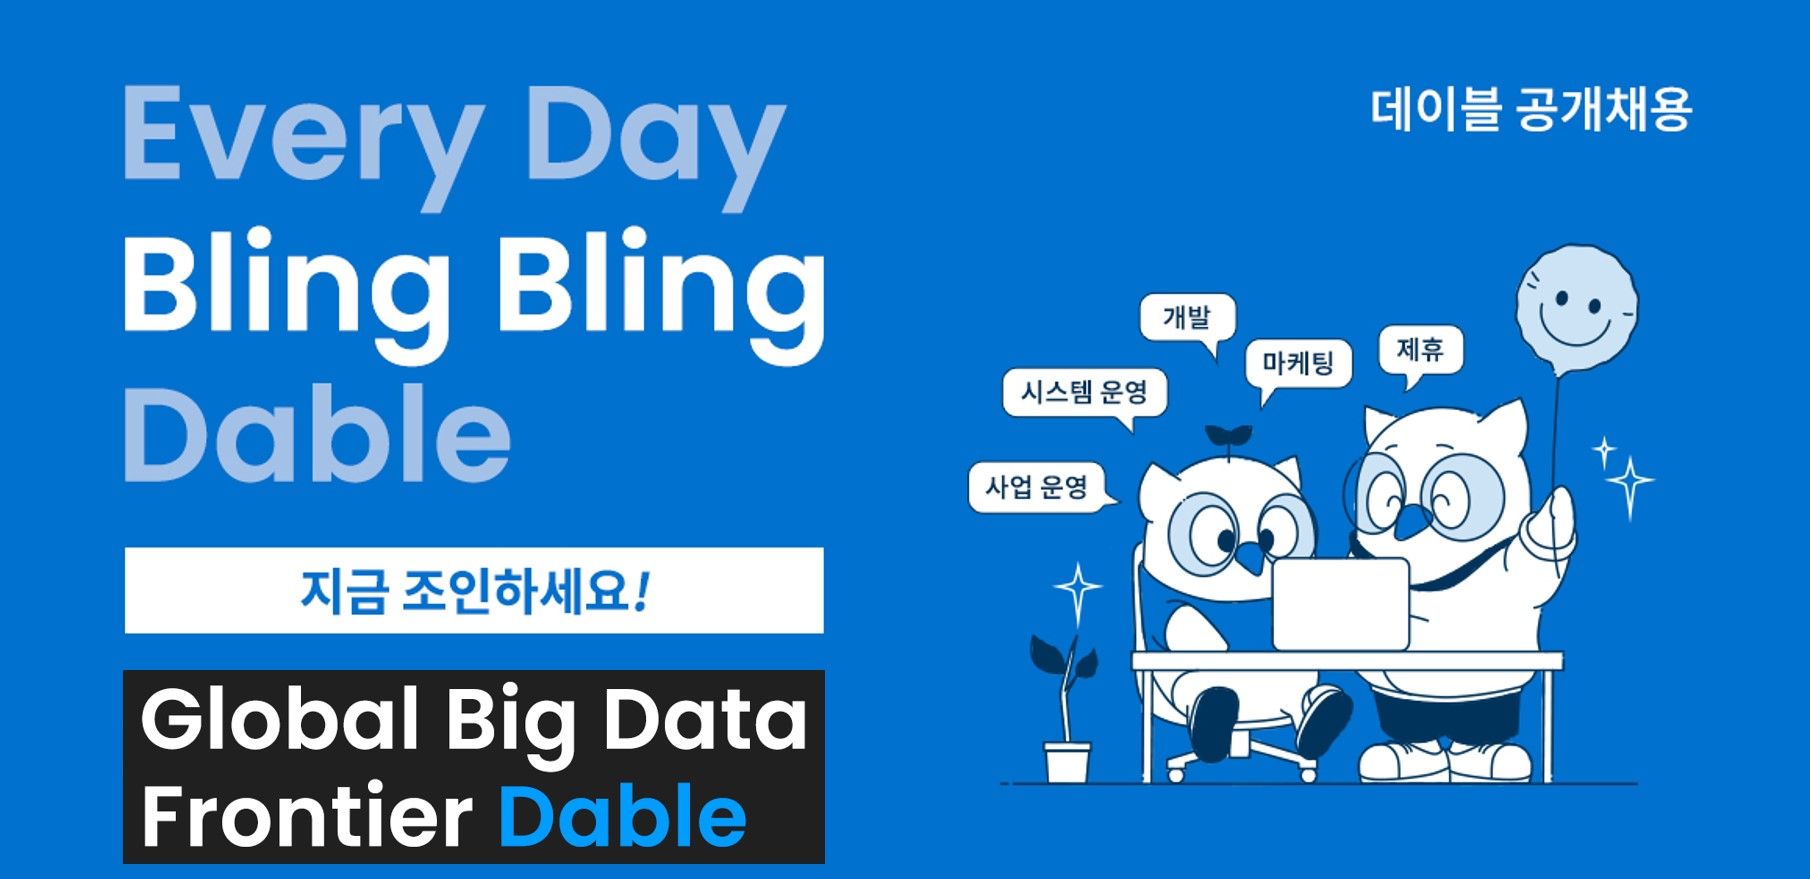 Every Day
Bling Bling
Dable
지금 조인하세요!
Global Big Data
Frontier Dable
데이블 공개채용
개발
마케팅
제휴
시스템 운영
사업 운영